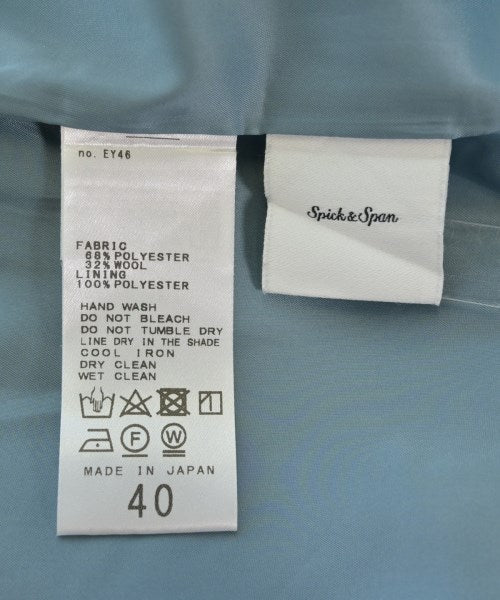 no. EY46
Spick & Span
FABRIC
68% POLYESTER
32% WOOL
LINING
100% POLYESTER
HAND WASH
DO NOT BLEACH
DO NOT TUMBLE DRY
LINE DRY IN THE SHADE
COOL IRON
DRY CLEAN
WET CLEAN
F W
MADE IN JAPAN
40